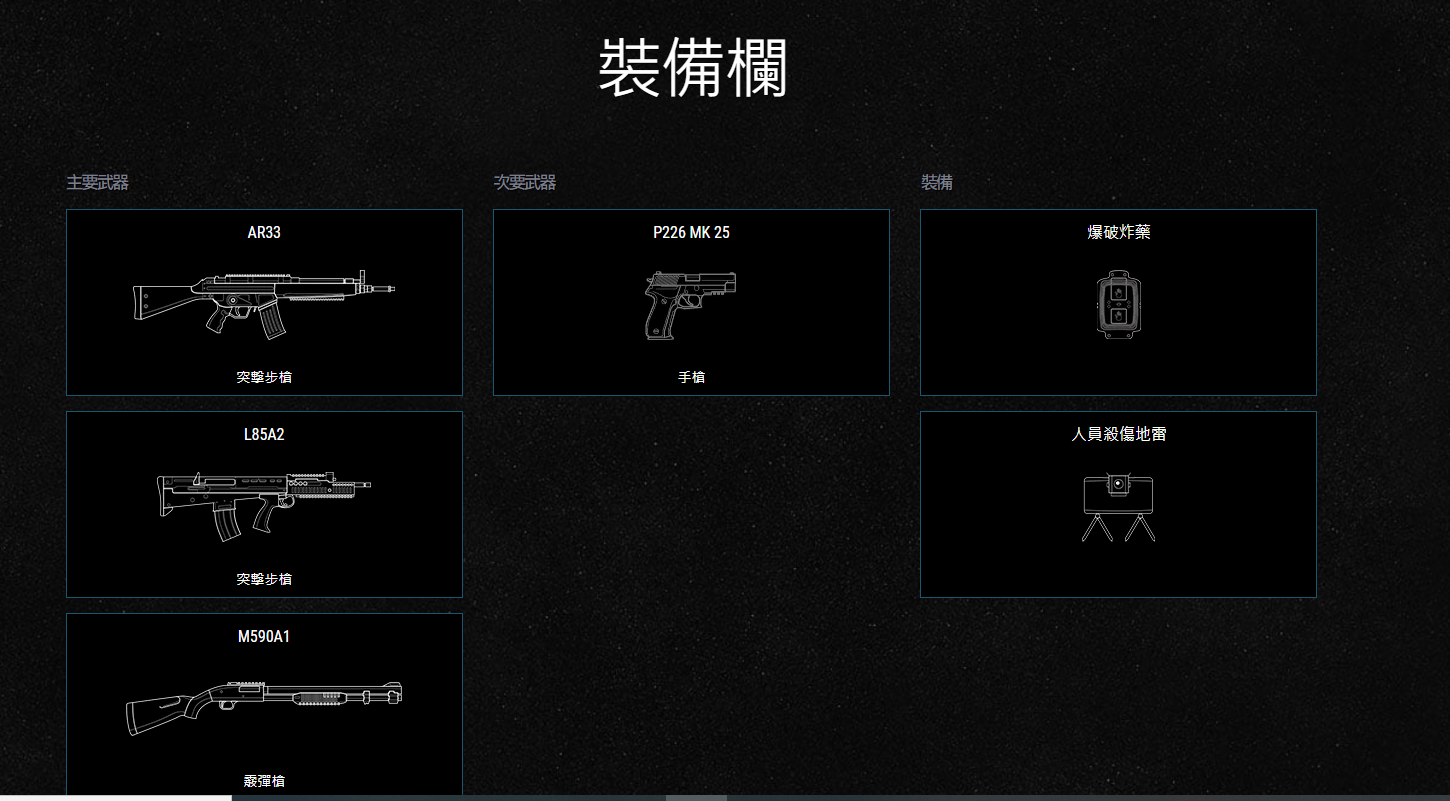 裝備欄
主要武器
AR33
突擊步槍
L85A2
突擊步槍
M590A1
霰彈槍
次要武器
P226 MK 25
手槍
裝備
爆破炸藥
人員殺傷地雷